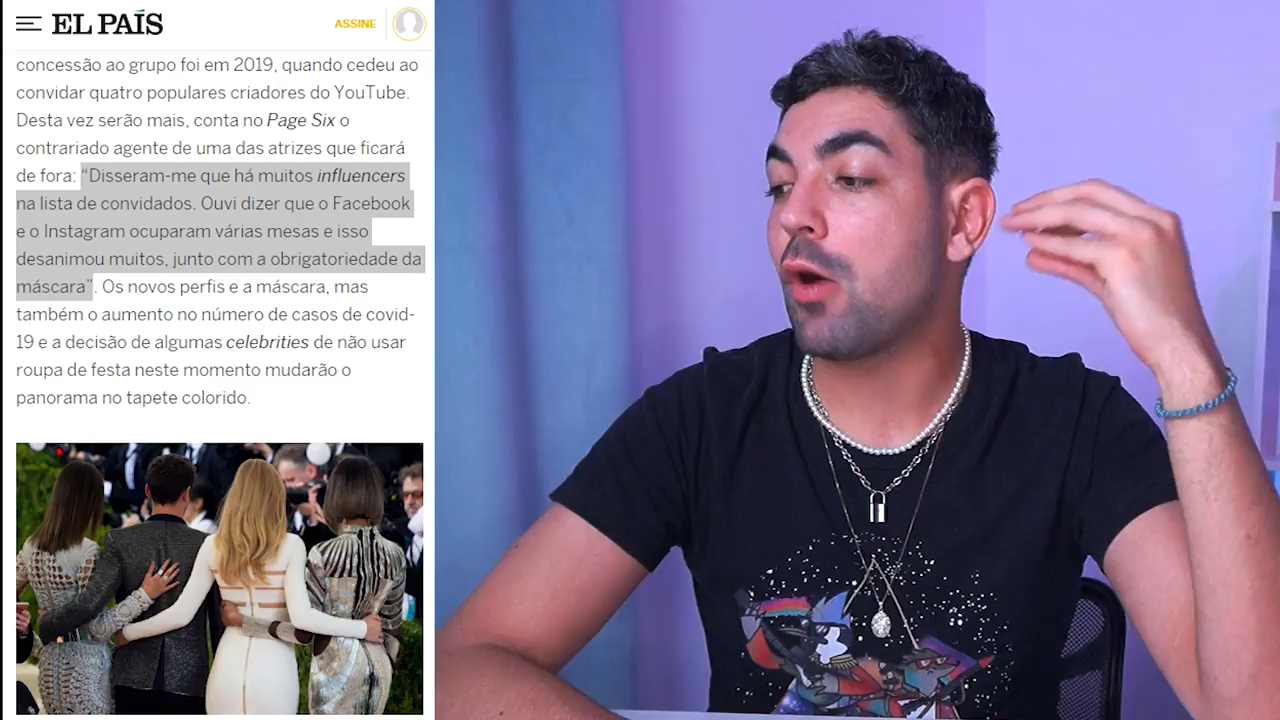 EL PAÍS
ASSINE
concessão ao grupo foi em 2019, quando cedeu ao
convidar quatro populares criadores do YouTube.
Desta vez serão mais, conta no Page Six o
contrariado agente de uma das atrizes que ficará
de fora: “Disseram-me que há muitos influencers
na lista de convidados. Ouvi dizer que o Facebook
e o Instagram ocuparam várias mesas e isso
desanimou muitos, junto com a obrigatoriedade da
máscara”. Os novos perfis e a máscara, mas
também o aumento no número de casos de covid-
19 e a decisão de algumas celebrities de não usar
roupa de festa neste momento mudarão o
panorama no tapete colorido.